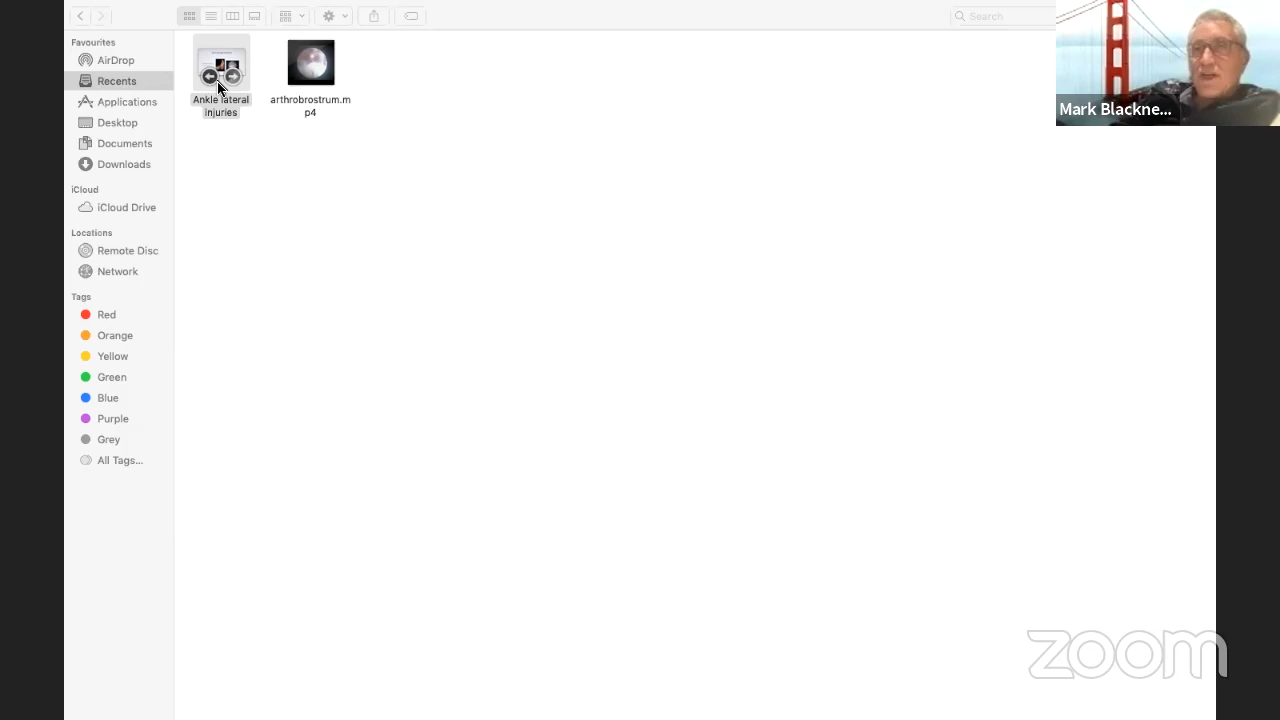 Search
Favourites
AirDrop
Recents
Applications
Desktop
Documents
Downloads
iCloud
iCloud Drive
Locations
Remote Disc
Network
Tags
Red
Orange
Yellow
Green
Blue
Purple
Grey
All Tags...
Ankle lateral
injuries
arthrobrostrum.m
p4
Mark Blackne...
zoom